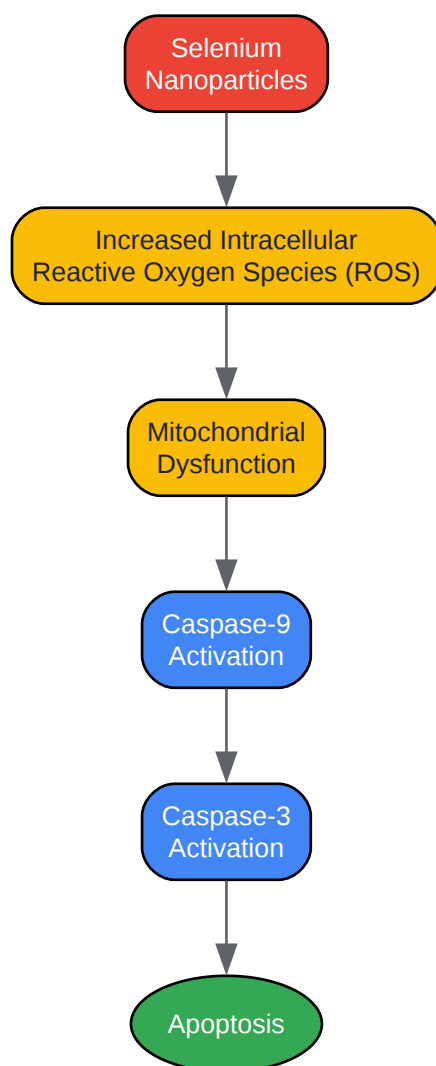 Selenium
Nanoparticles
Increased Intracellular
Reactive Oxygen Species (ROS)
Mitochondrial
Dysfunction
Caspase-9
Activation
Caspase-3
Activation
Apoptosis